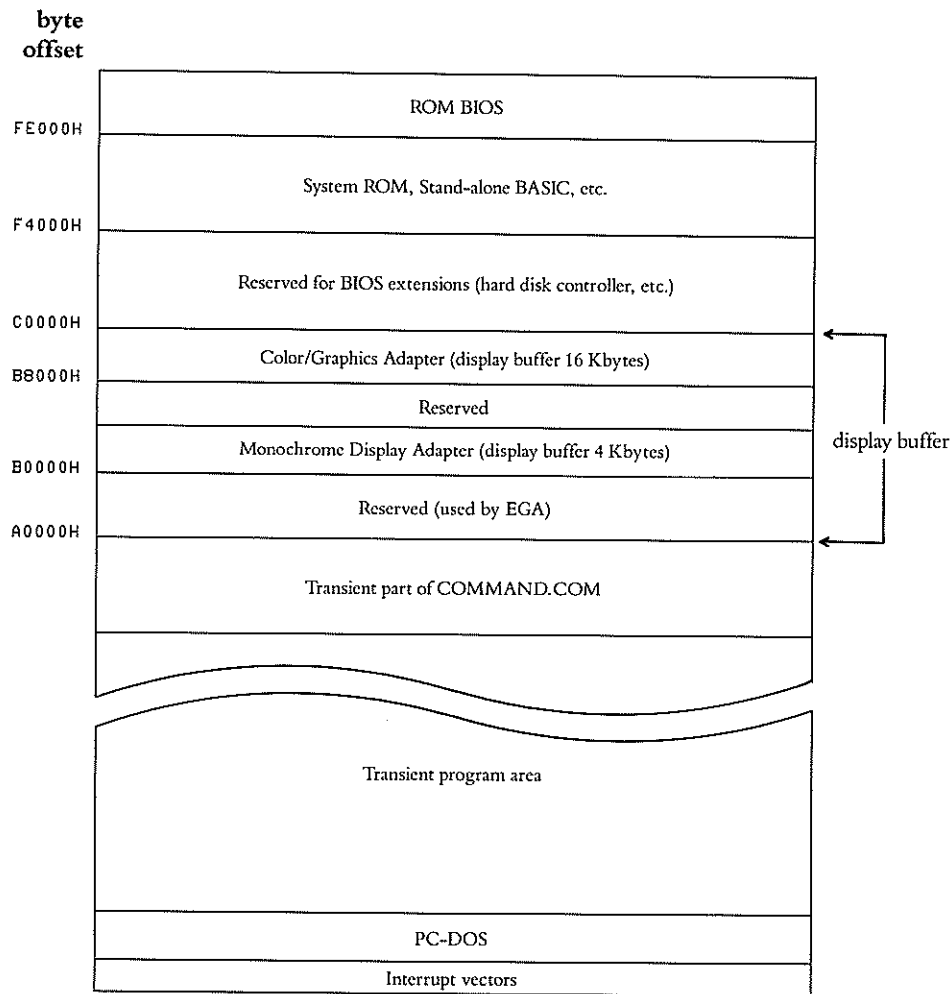 byte
offset
ROM BIOS
FE000H
System ROM, Stand-alone BASIC, etc.
F4000H
Reserved for BIOS extensions (hard disk controller, etc.)
C0000H
Color/Graphics Adapter (display buffer 16 Kbytes)
B8000H
Reserved
display buffer
Monochrome Display Adapter (display buffer 4 Kbytes)
B0000H
Reserved (used by EGA)
A0000H
Transient part of COMMAND.COM
Transient program area
PC-DOS
Interrupt vectors